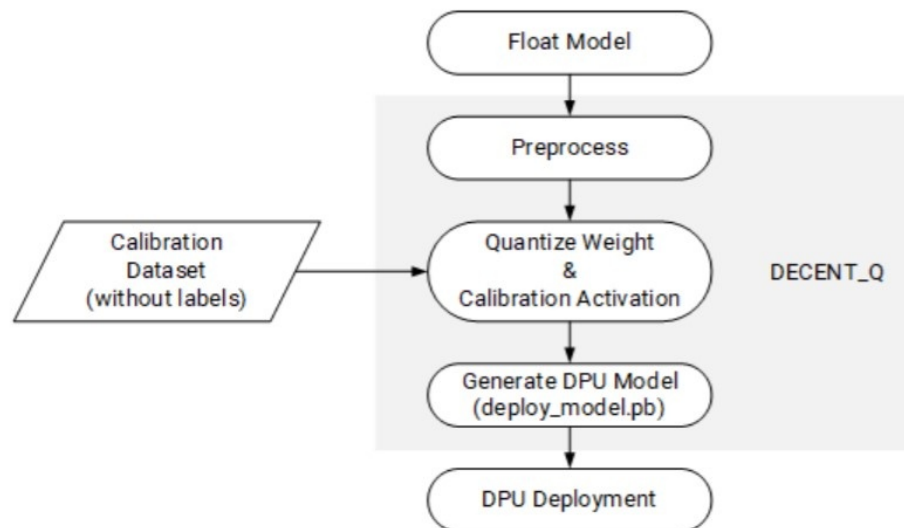 Float Model
Preprocess
Calibration
Dataset
(without labels)
Quantize Weight
&
Calibration Activation
DECENT_Q
Generate DPU Model
(deploy_model.pb)
DPU Deployment